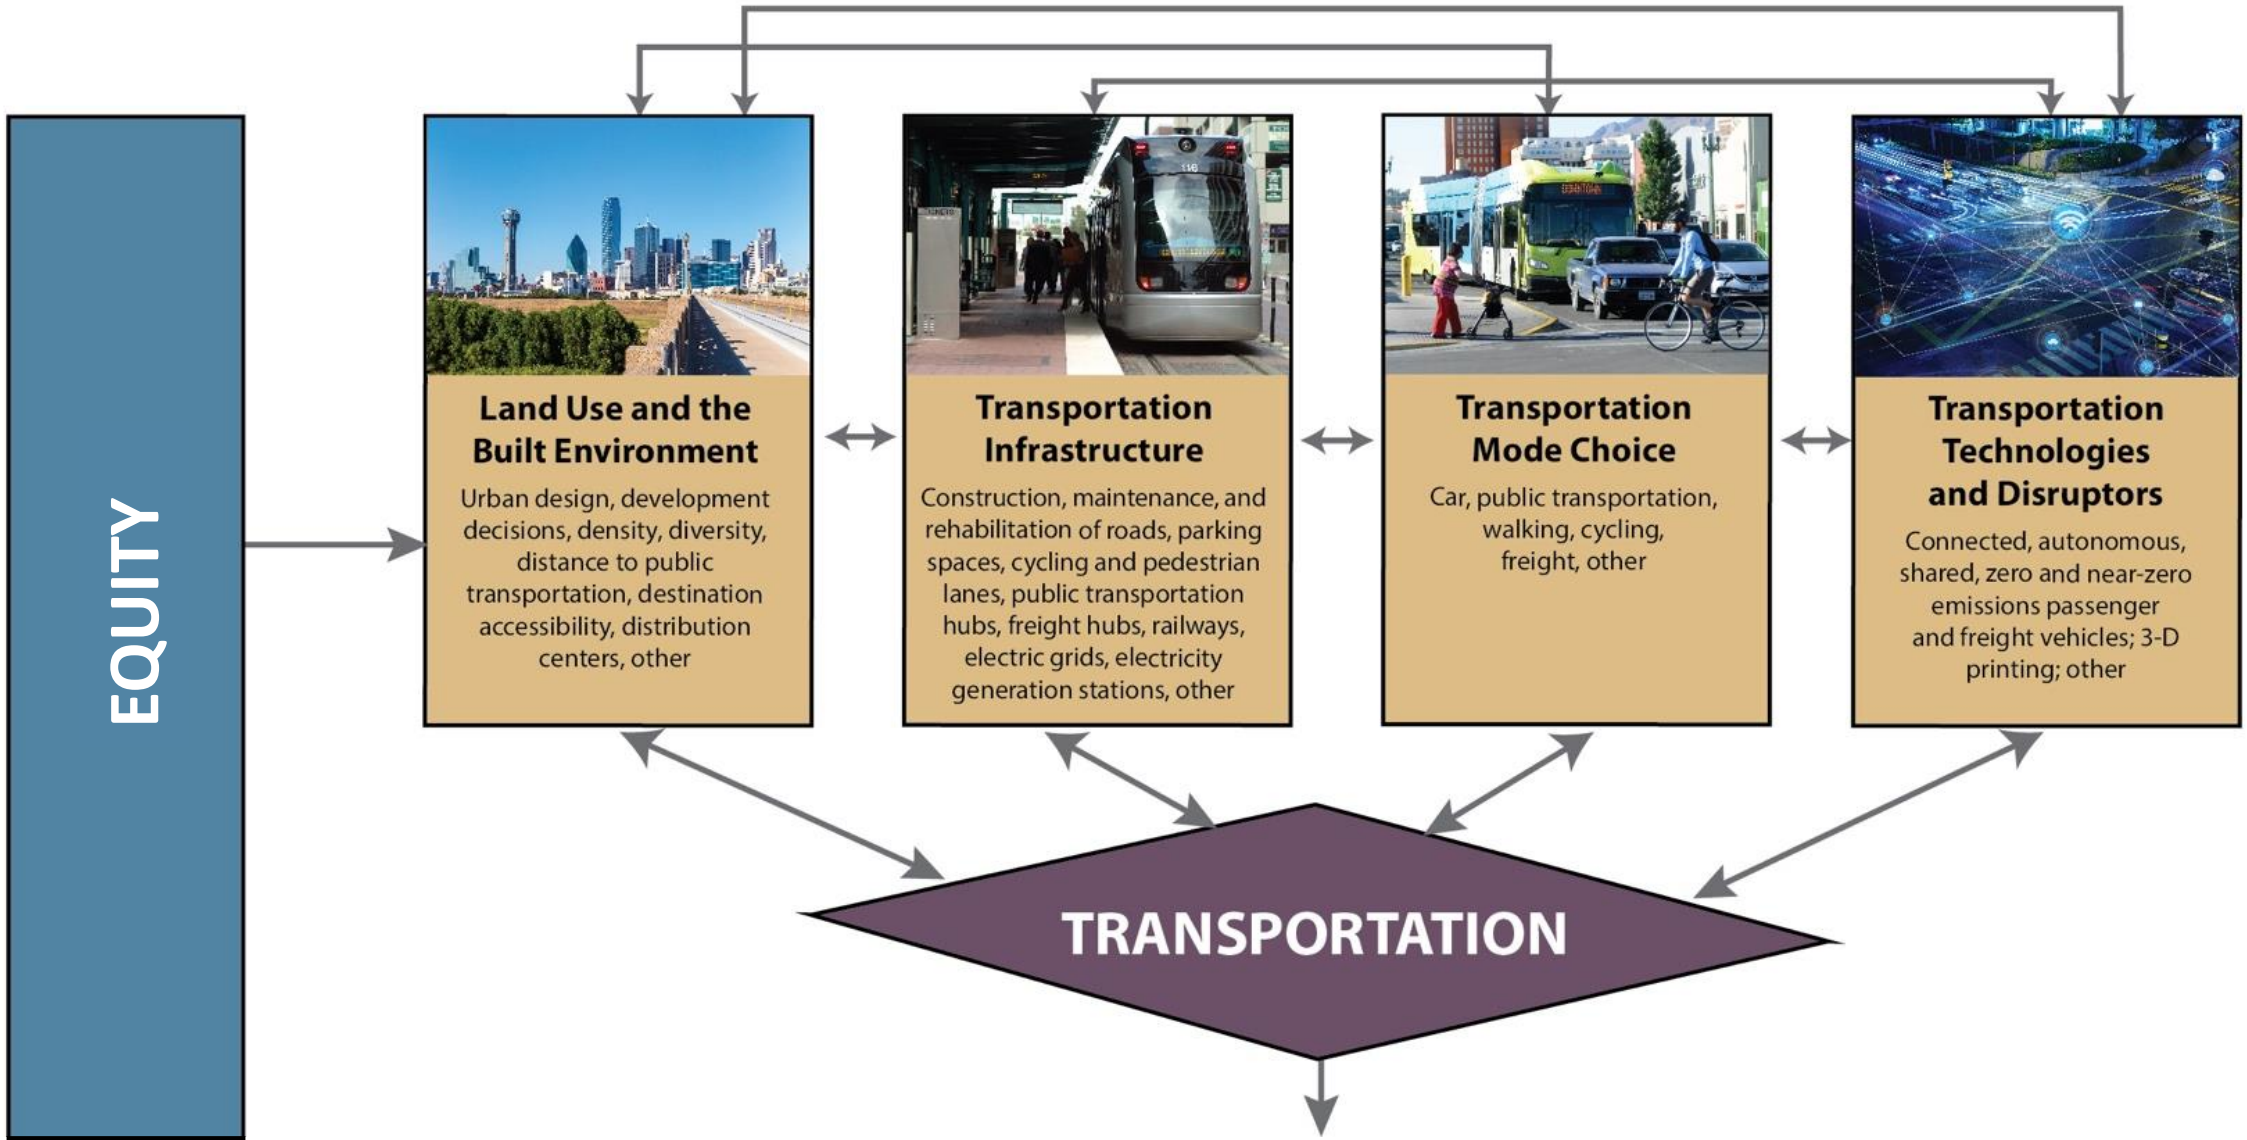 EQUITY
Land Use and the
Built Environment
Urban design, development
decisions, density, diversity,
distance to public
transportation, destination
accessibility, distribution
centers, other
116
Transportation
Infrastructure
Construction, maintenance, and
rehabilitation of roads, parking
spaces, cycling and pedestrian
lanes, public transportation
hubs, freight hubs, railways,
electric grids, electricity
generation stations, other
DOWNTOWN
Transportation
Mode Choice
Car, public transportation,
walking, cycling,
freight, other
Transportation
Technologies
and Disruptors
Connected, autonomous,
shared, zero and near-zero
emissions passenger
and freight vehicles; 3-D
printing; other
TRANSPORTATION